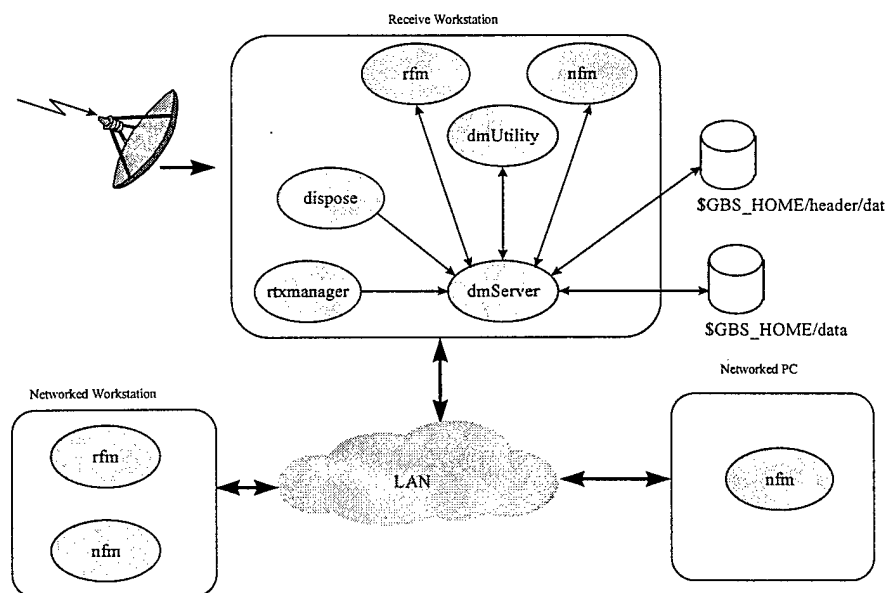 Receive Workstation
rfm
nfm
dmUtility
dispose
$GBS_HOME/header/dat
rtxmanager
dmServer
$GBS_HOME/data
Networked Workstation
Networked PC
rfm
LAN
nfm
nfm